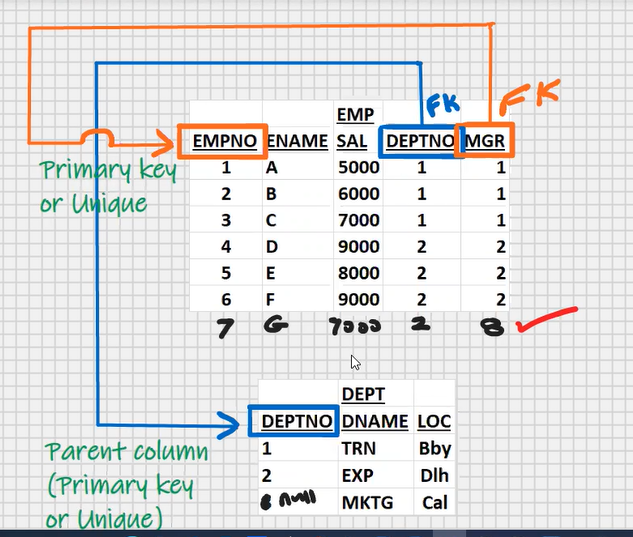 FK FK
EMP
EMPNO ENAME SAL DEPTNO MGR
1 A 5000 1 1
2 B 6000 1 1
3 C 7000 1 1
4 D 9000 2 2
5 E 8000 2 2
6 F 9000 2 2
7 G 7000 2 8
Primary key
or Unique
DEPT
DEPTNO DNAME LOC
1 TRN Bby
2 EXP Dlh
null MKTG Cal
Parent column
(Primary key
or Unique)